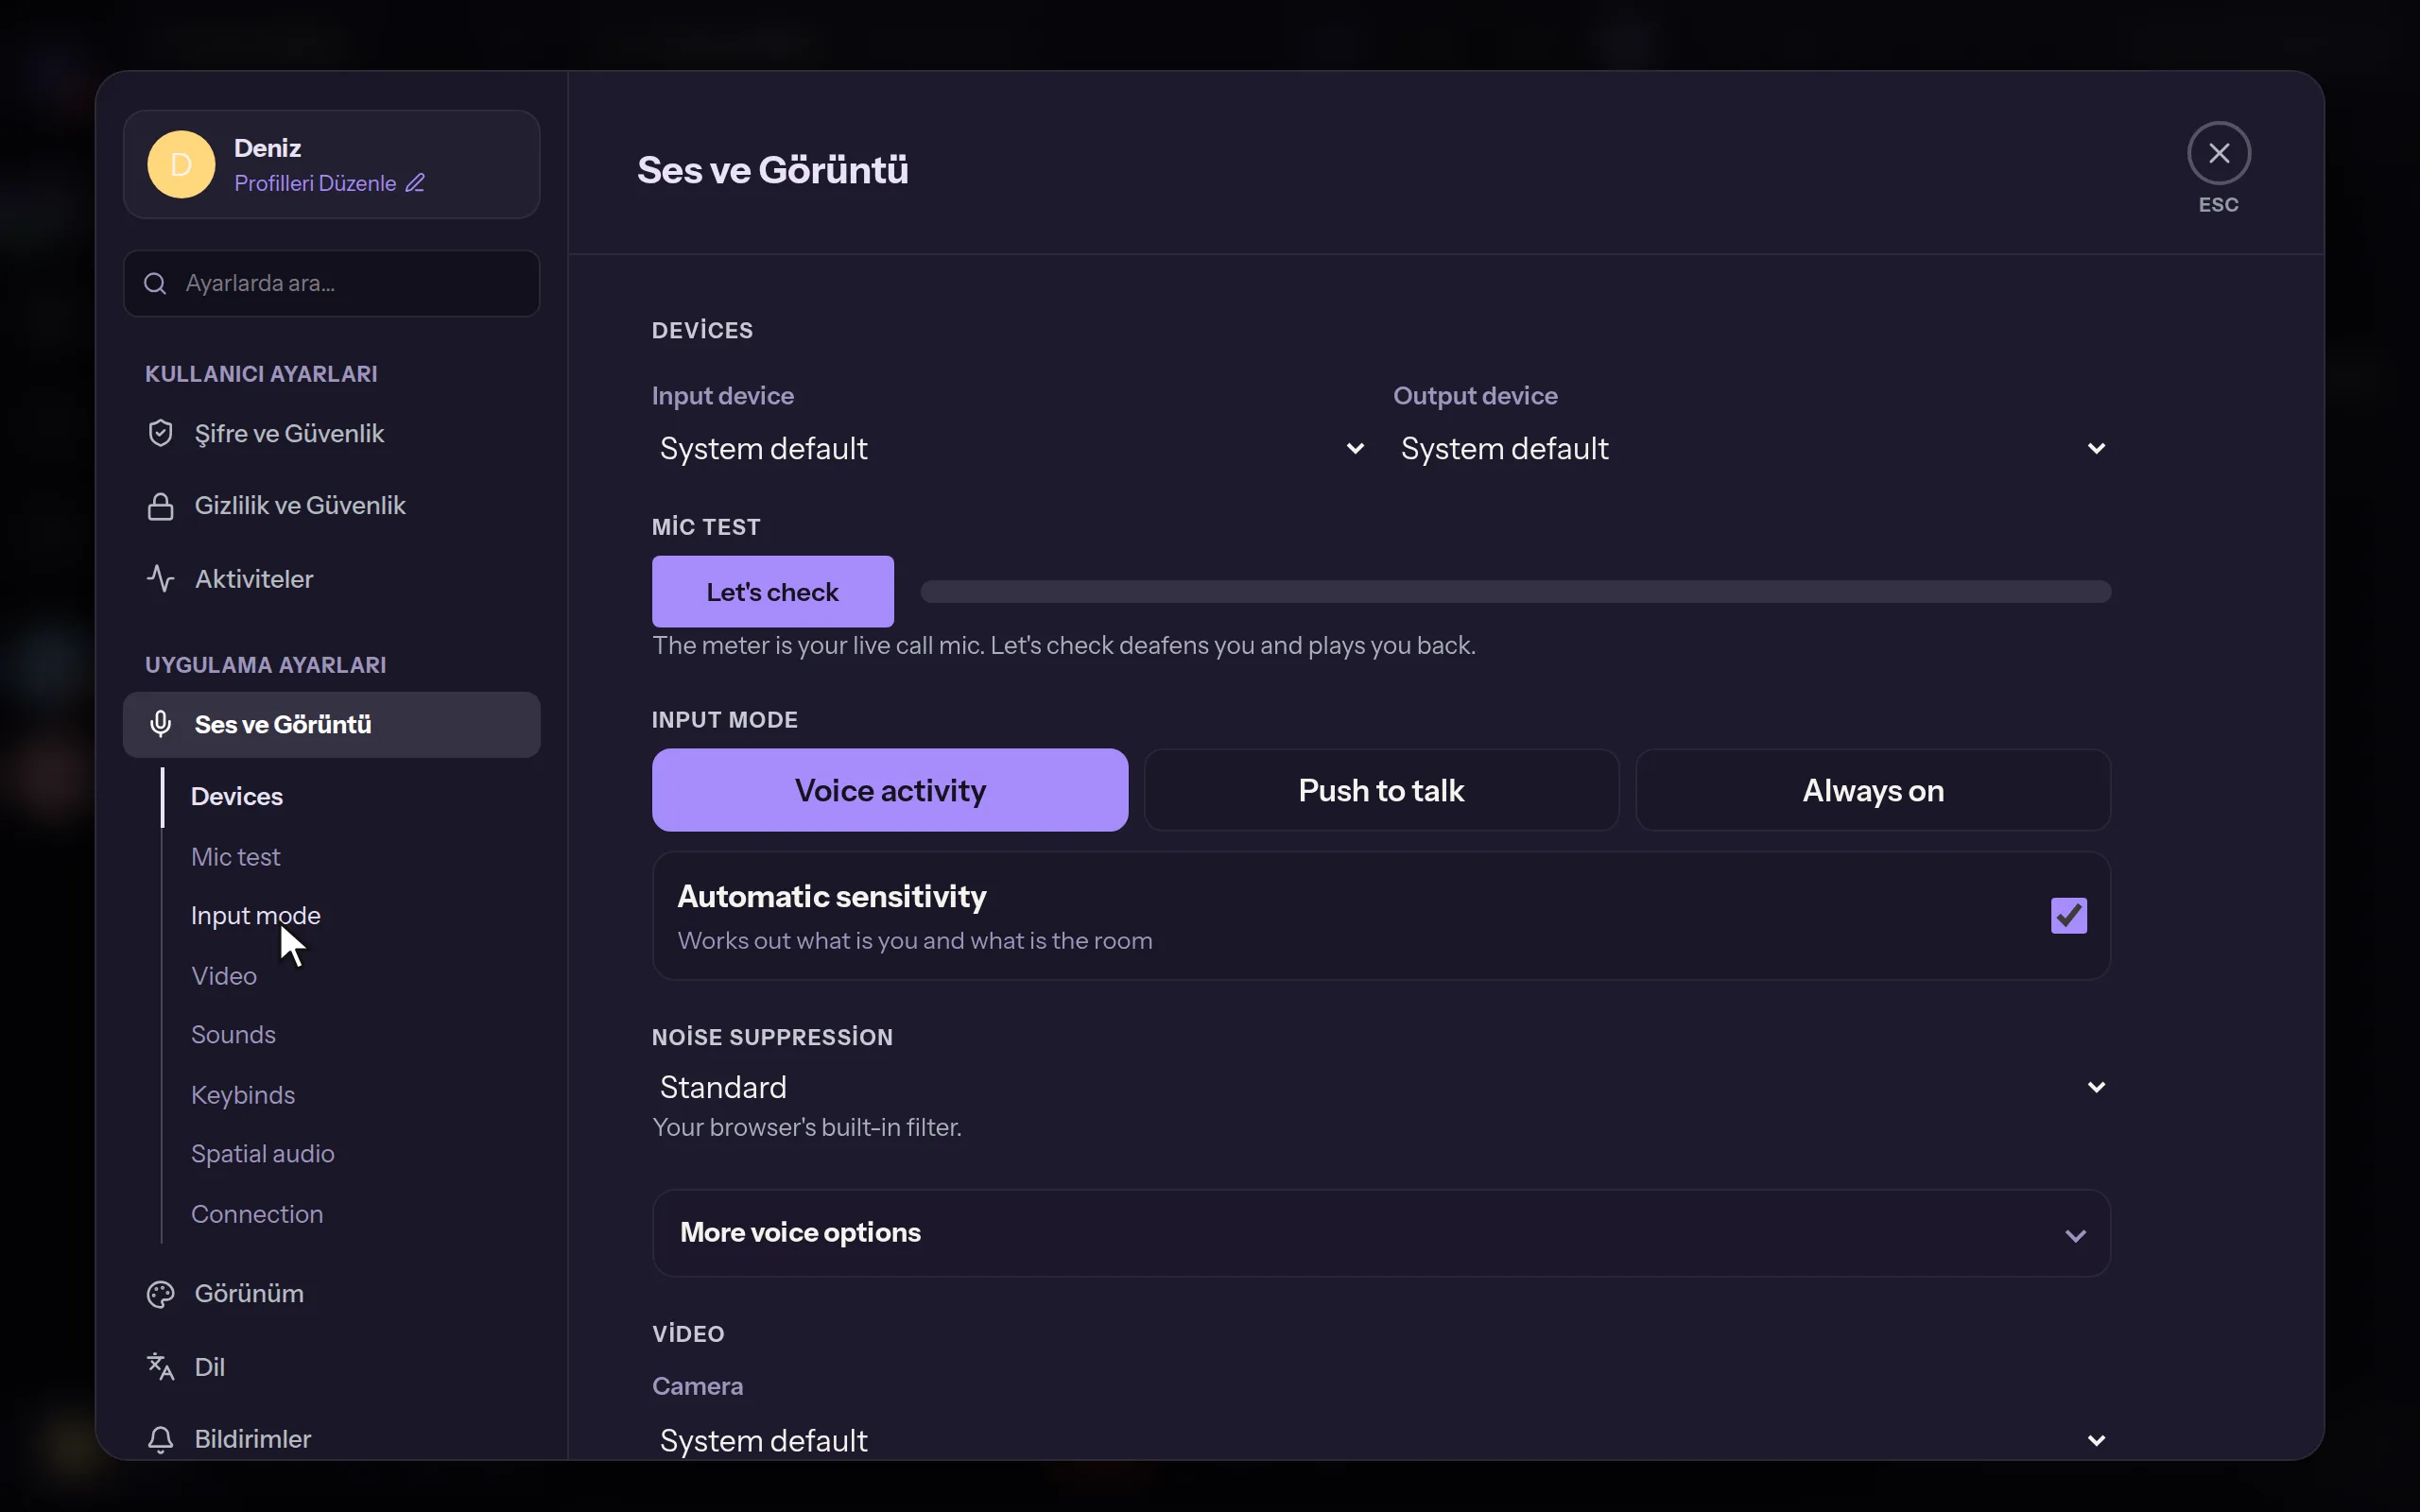 D
Deniz
Profilleri Düzenle
Ayarlarda ara...
KULLANICI AYARLARI
Şifre ve Güvenlik
Gizlilik ve Güvenlik
Aktiviteler
UYGULAMA AYARLARI
Ses ve Görüntü
Devices
Mic test
Input mode
Video
Sounds
Keybinds
Spatial audio
Connection
Görünüm
Dil
Bildirimler
Ses ve Görüntü
ESC
DEVİCES
Input device
Output device
System default
System default
MİC TEST
Let's check
The meter is your live call mic. Let's check deafens you and plays you back.
INPUT MODE
Voice activity
Push to talk
Always on
Automatic sensitivity
Works out what is you and what is the room
NOİSE SUPPRESSİON
Standard
Your browser's built-in filter.
More voice options
VİDEO
Camera
System default